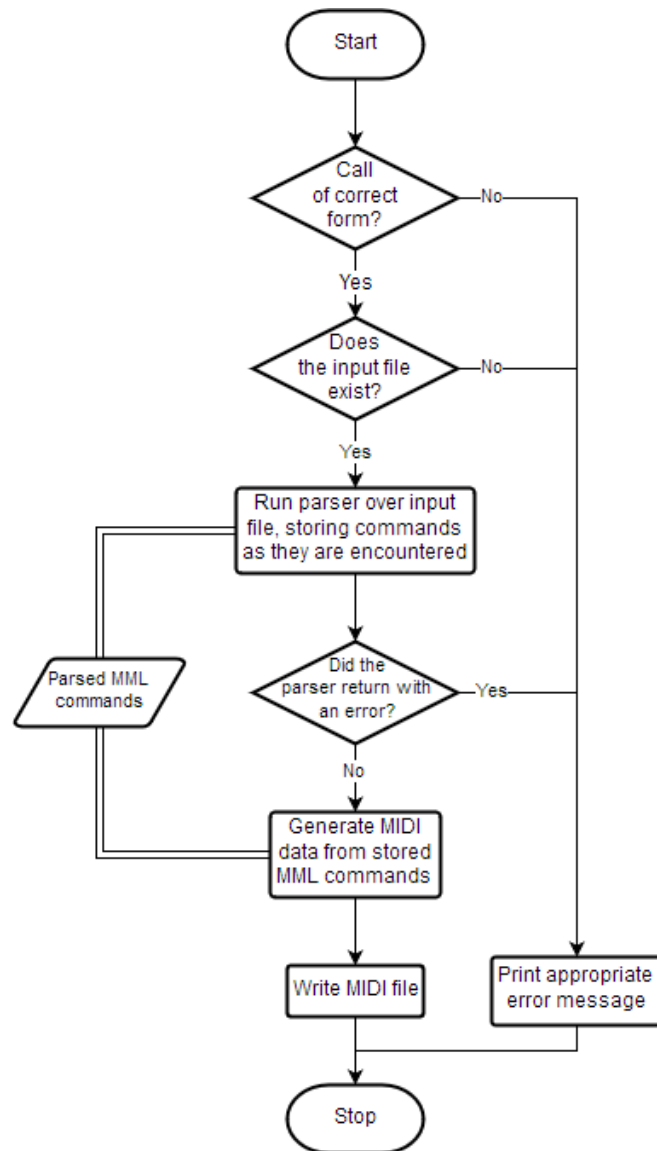 Start
Call
of correct
form?
No
Yes
Does
the input file
exist?
No
Yes
Run parser over input
file, storing commands
as they are encountered
Parsed MML
commands
Did the
parser return with
an error?
Yes
No
Generate MIDI
data from stored
MML commands
Write MIDI file
Print appropriate
error message
Stop